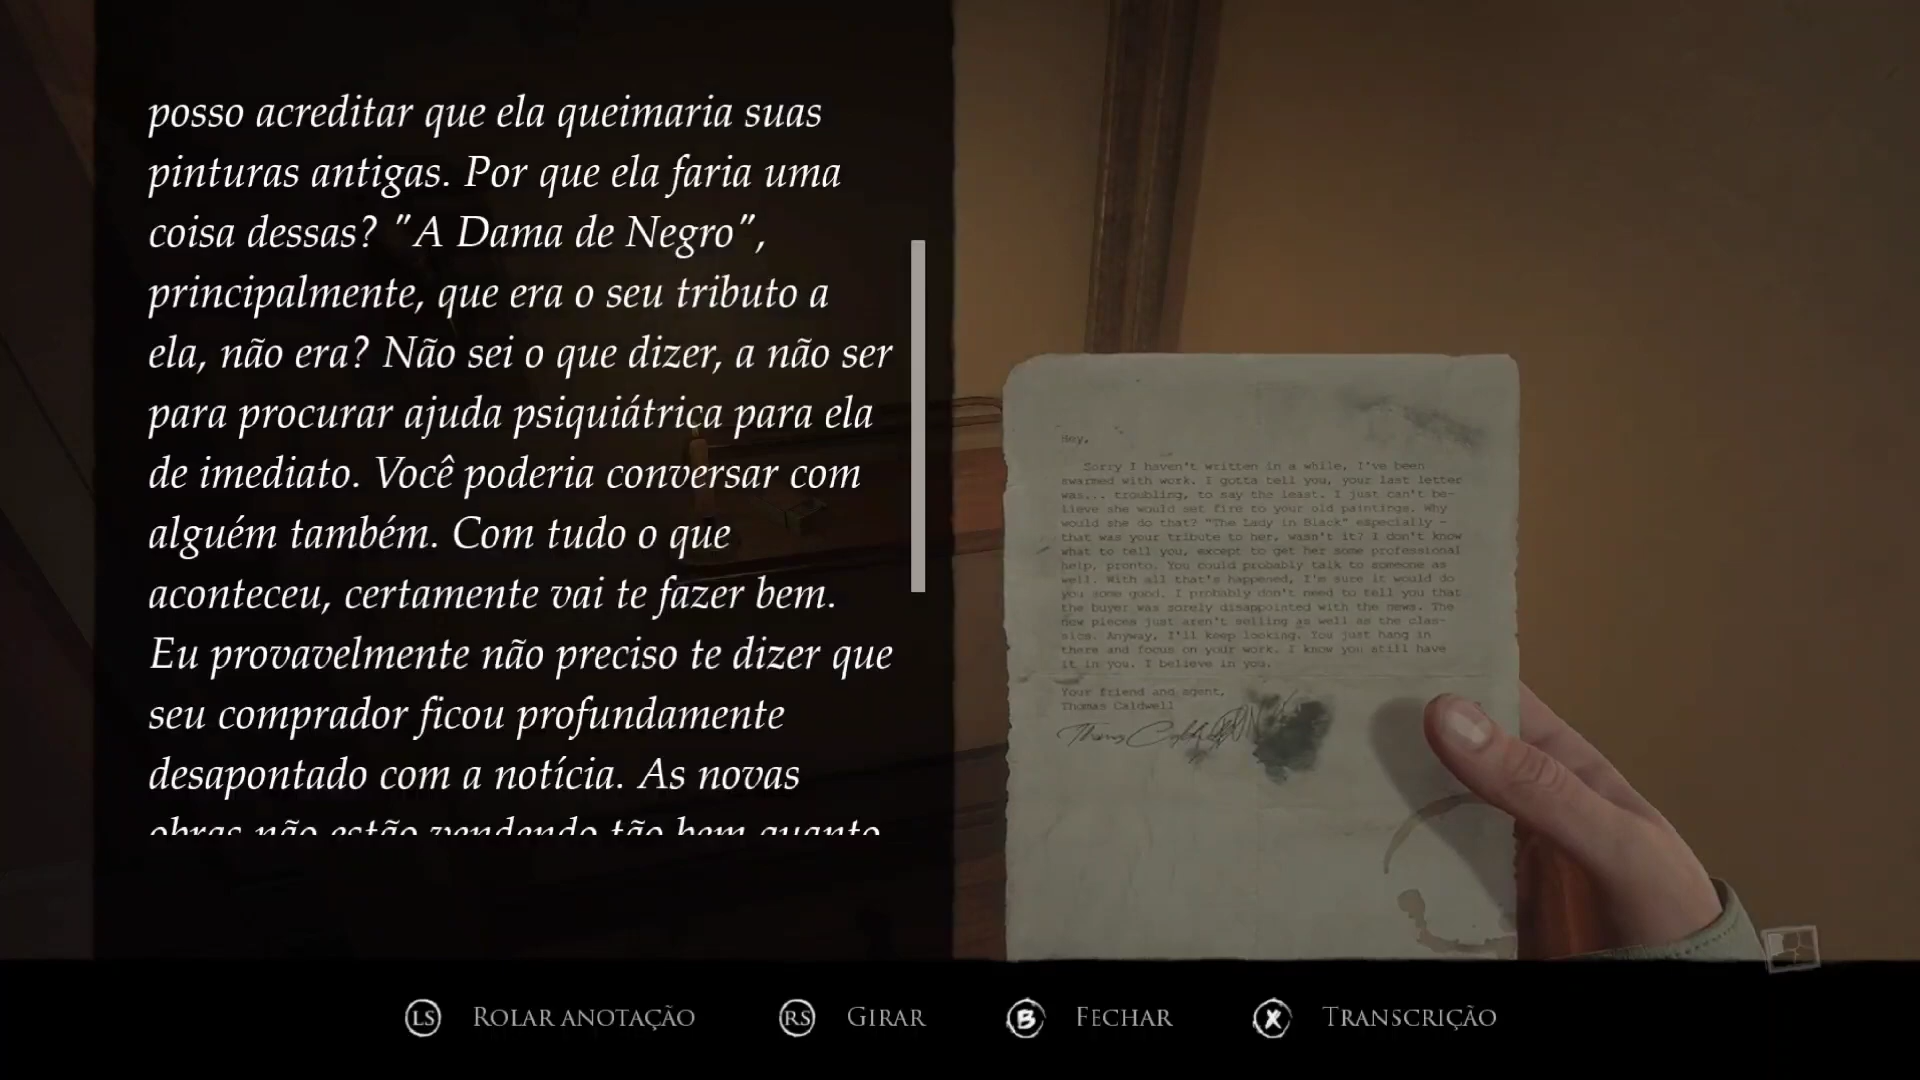 posso acreditar que ela queimaria suas
pinturas antigas. Por que ela faria uma
coisa dessas? "A Dama de Negro",
principalmente, que era o seu tributo a
ela, não era? Não sei o que dizer, a não ser
para procurar ajuda psiquiátrica para ela
de imediato. Você poderia conversar com
alguém também. Com tudo o que
aconteceu, certamente vai te fazer bem.
Eu provavelmente não preciso te dizer que
seu comprador ficou profundamente
desapontado com a notícia. As novas
obras não estão vendendo tão bem quanto
Hey,
Sorry I haven't written in a while, I've been
swarmed with work. I gotta tell you, your last letter
was... troubling, to say the least. I just can't be-
lieve she would set fire to your old paintings. Why
would she do that? "The Lady in Black" especially -
that was your tribute to her, wasn't it? I don't know
what to tell you, except to get her some professional
help, pronto. You could probably talk to someone as
well. With all that's happened, I'm sure it would do
you some good. I probably don't need to tell you that
the buyer was sorely disappointed with the news. The
new pieces just aren't selling as well as the clas-
sics. Anyway, I'll keep looking. You just hang in
there and focus on your work. I know you still have
it in you. I believe in you.
Your friend and agent,
Thomas Caldwell
LS ROLAR ANOTAÇÃO RS GIRAR B FECHAR X TRANSCRIÇÃO